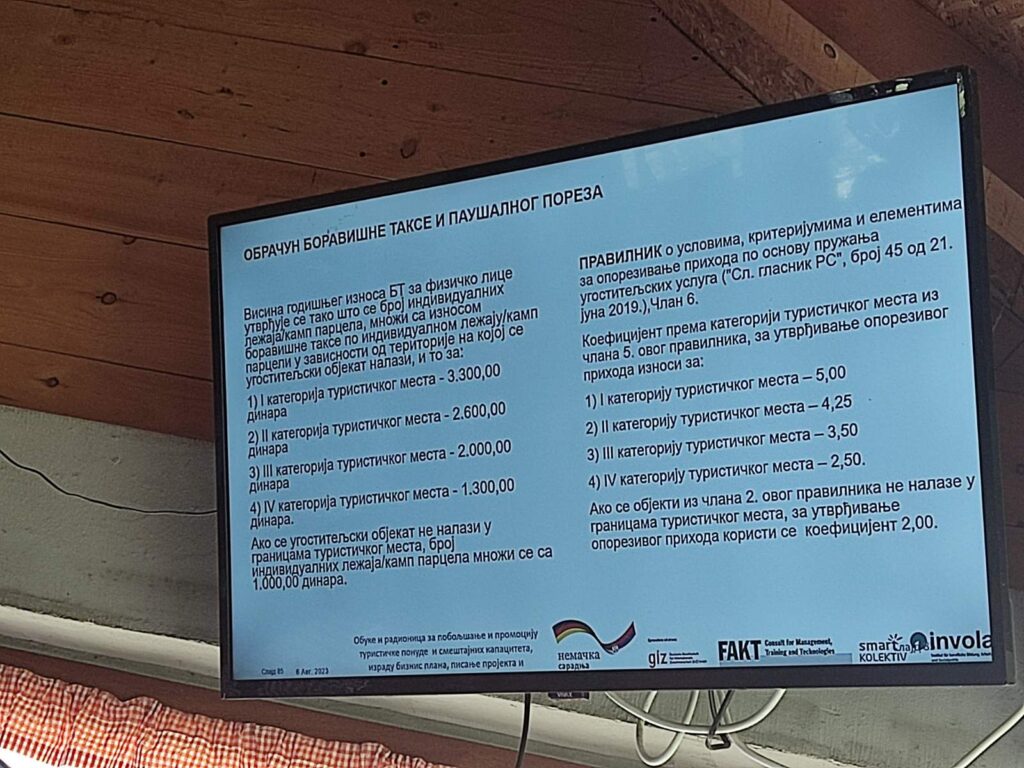 ОБРАЧУН БОРАВИШНЕ ТАКСЕ И ПАУШАЛНОГ ПОРЕЗА
Висина годишњег износа БТ за физичко лице
утврђује се тако што се број индивидуалних
лежаја/камп парцела, множи са износом
боравишне таксе по индивидуалном лежају/камп
парцели у зависности од територије на којој се
угоститељски објекат налази, и то за:
1) I категорија туристичког места - 3.300,00
динара
2) II категорија туристичког места - 2.600,00
динара
3) III категорија туристичког места - 2.000,00
динара
4) IV категорија туристичког места - 1.300,00
динара.
Ако се угоститељски објекат не налази у
границама туристичког места, број
индивидуалних лежаја/камп парцела множи се са
1.000,00 динара.
ПРАВИЛНИК о условима, критеријумима и елементима
за опорезивање прихода по основу пружања
угоститељских услуга ("Сл. гласник РС", број 45 од 21.
јуна 2019.),Члан 6.
Коефицијент према категорији туристичког места из
члана 5. овог правилника, за утврђивање опорезивог
прихода износи за:
1) I категорију туристичког места – 5,00
2) II категорију туристичког места – 4,25
3) III категорију туристичког места – 3,50
4) IV категорију туристичког места – 2,50.
Ако се објекти из члана 2. овог правилника не налазе у
границама туристичког места, за утврђивање
опорезивог прихода користи се коефицијент 2,00.
Слајд 85 6 Авг. 2023
Обуке и радионица за побољшање и промоцију
туристичке понуде и смештајних капацитета,
израду бизнис плана, писање пројекта и
немачка
сарадња
giz
FAKT Consult for Management,
Training and Technologies
smart
KOLEKTIV
invola